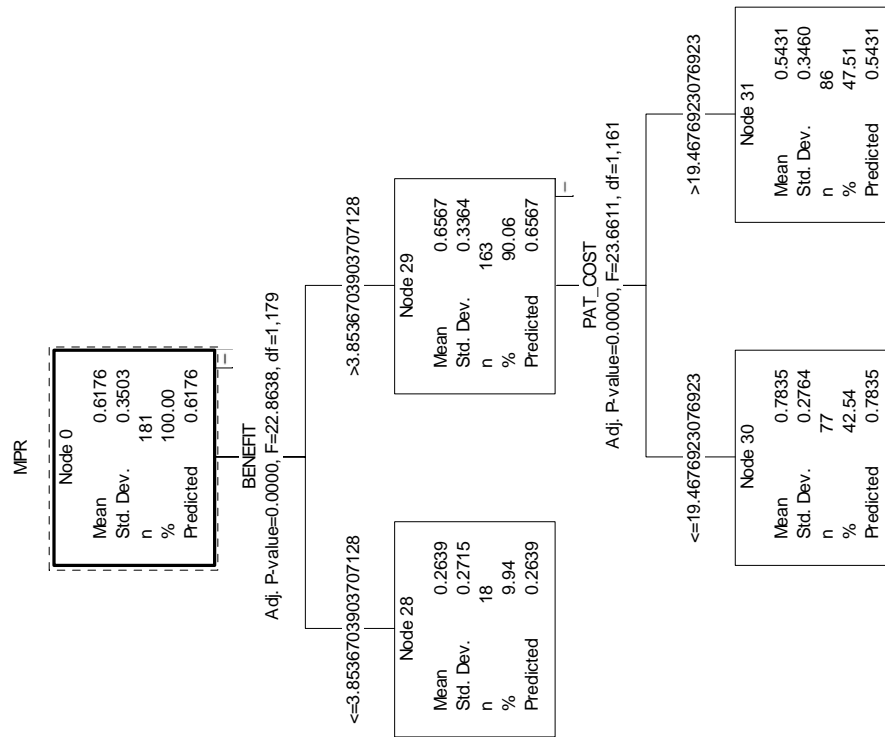 MPR
Node 0
Mean 0.6176
Std. Dev. 0.3503
n 181
% 100.00
Predicted 0.6176
BENEFIT
Adj. P-value=0.0000, F=22.8638, df=1,179
<=3.8536703903707128
>3.8536703903707128
Node 28
Mean 0.2639
Std. Dev. 0.2715
n 18
% 9.94
Predicted 0.2639
Node 29
Mean 0.6567
Std. Dev. 0.3364
n 163
% 90.06
Predicted 0.6567
PAT_COST
Adj. P-value=0.0000, F=23.6611, df=1,161
<=19.4676923076923
>19.4676923076923
Node 30
Mean 0.7835
Std. Dev. 0.2764
n 77
% 42.54
Predicted 0.7835
Node 31
Mean 0.5431
Std. Dev. 0.3460
n 86
% 47.51
Predicted 0.5431